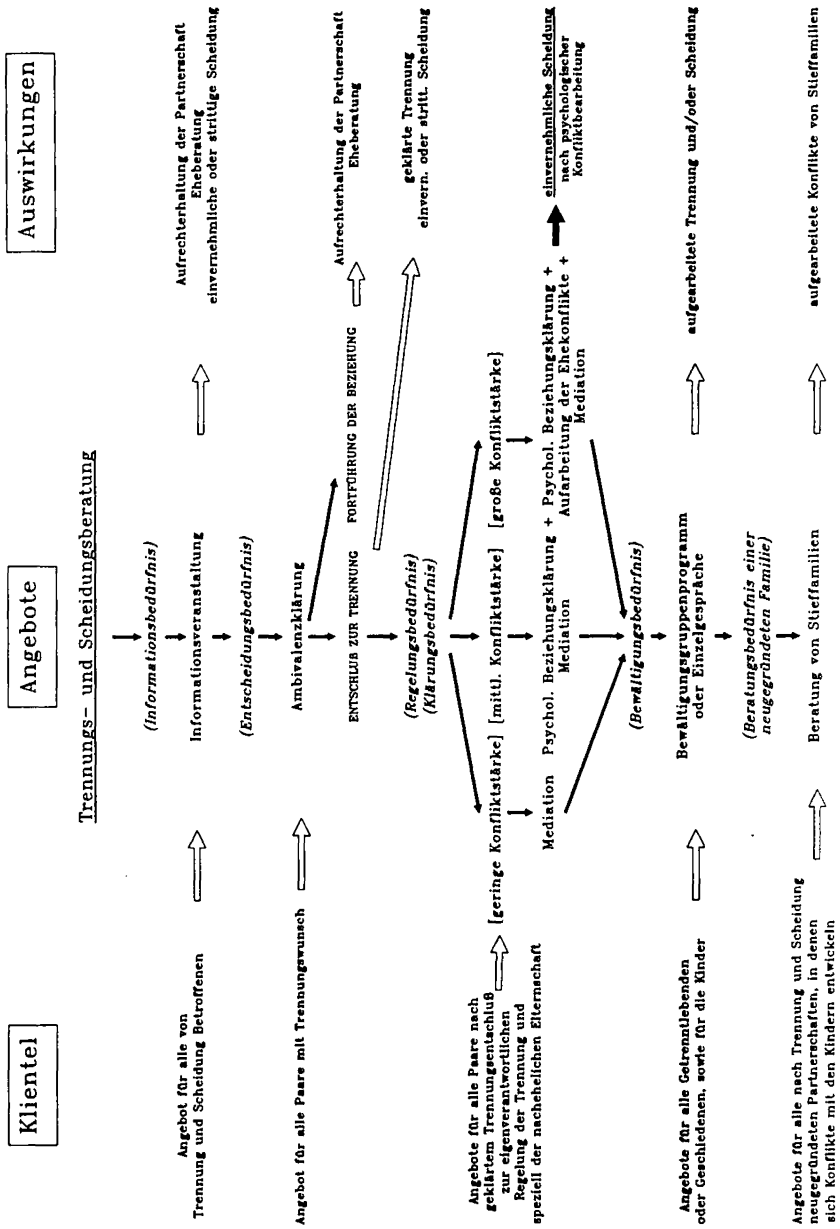 Klientel
Angebote
Auswirkungen
Trennungs- und Scheidungsberatung
(Informationsbedürfnis)
Angebot für alle von
Trennung und Scheidung Betroffenen
Informationsveranstaltung
Aufrechterhaltung der Partnerschaft
Eheberatung
einvernehmliche oder strittige Scheidung
(Entscheidungsbedürfnis)
Angebot für alle Paare mit Trennungswunsch
Ambivalenzklärung
ENTSCHLUß ZUR TRENNUNG
FORTFÜHRUNG DER BEZIEHUNG
Aufrechterhaltung der Partnerschaft
Eheberatung
geklärte Trennung
einvern. oder stritt. Scheidung
(Regelungsbedürfnis)
(Klärungsbedürfnis)
Angebote für alle Paare nach
geklärtem Trennungsentschluß
zur eigenverantwortlichen
Regelung der Trennung und
speziell der nachehelichen Elternschaft
[geringe Konfliktstärke] [mittl. Konfliktstärke] [große Konfliktstärke]
Mediation
Psychol. Beziehungsklärung +
Mediation
Psychol. Beziehungsklärung +
Aufarbeitung der Ehekonflikte +
Mediation
einvernehmliche Scheidung
nach psychologischer
Konfliktbearbeitung
(Bewältigungsbedürfnis)
Angebote für alle Getrenntlebenden
oder Geschiedenen, sowie für die Kinder
Bewältigungsgruppenprogramm
oder Einzelgespräche
aufgearbeitete Trennung und/oder Scheidung
(Beratungsbedürfnis einer
neugegründeten Familie)
Angebote für alle nach Trennung und Scheidung
neugegründeten Partnerschaften, in denen
sich Konflikte mit den Kindern entwickeln
Beratung von Stieffamilien
aufgearbeitete Konflikte von Stieffamilien